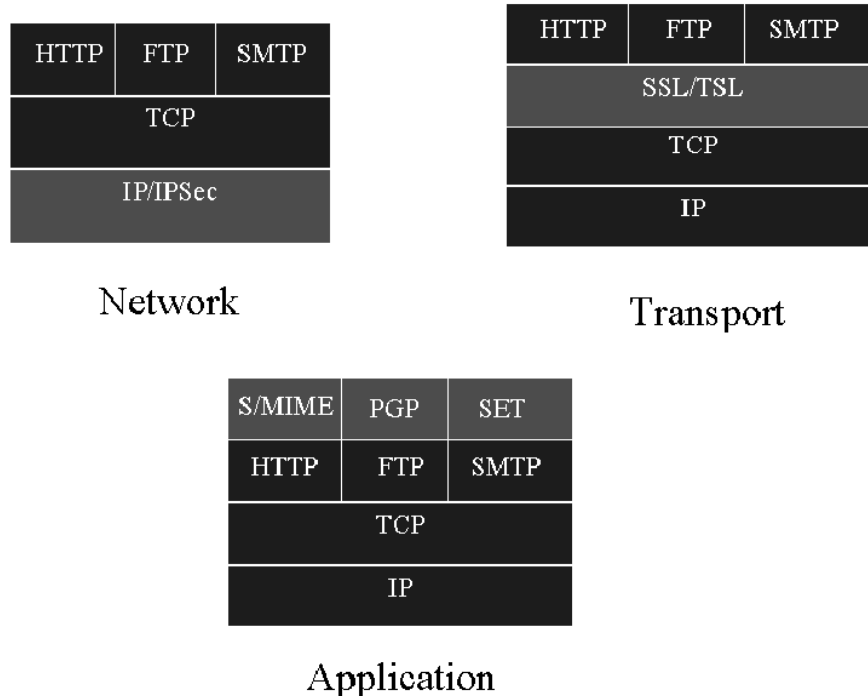 HTTP FTP SMTP
TCP
IP/IPSec
Network
HTTP FTP SMTP
SSL/TSL
TCP
IP
Transport
S/MIME PGP SET
HTTP FTP SMTP
TCP
IP
Application